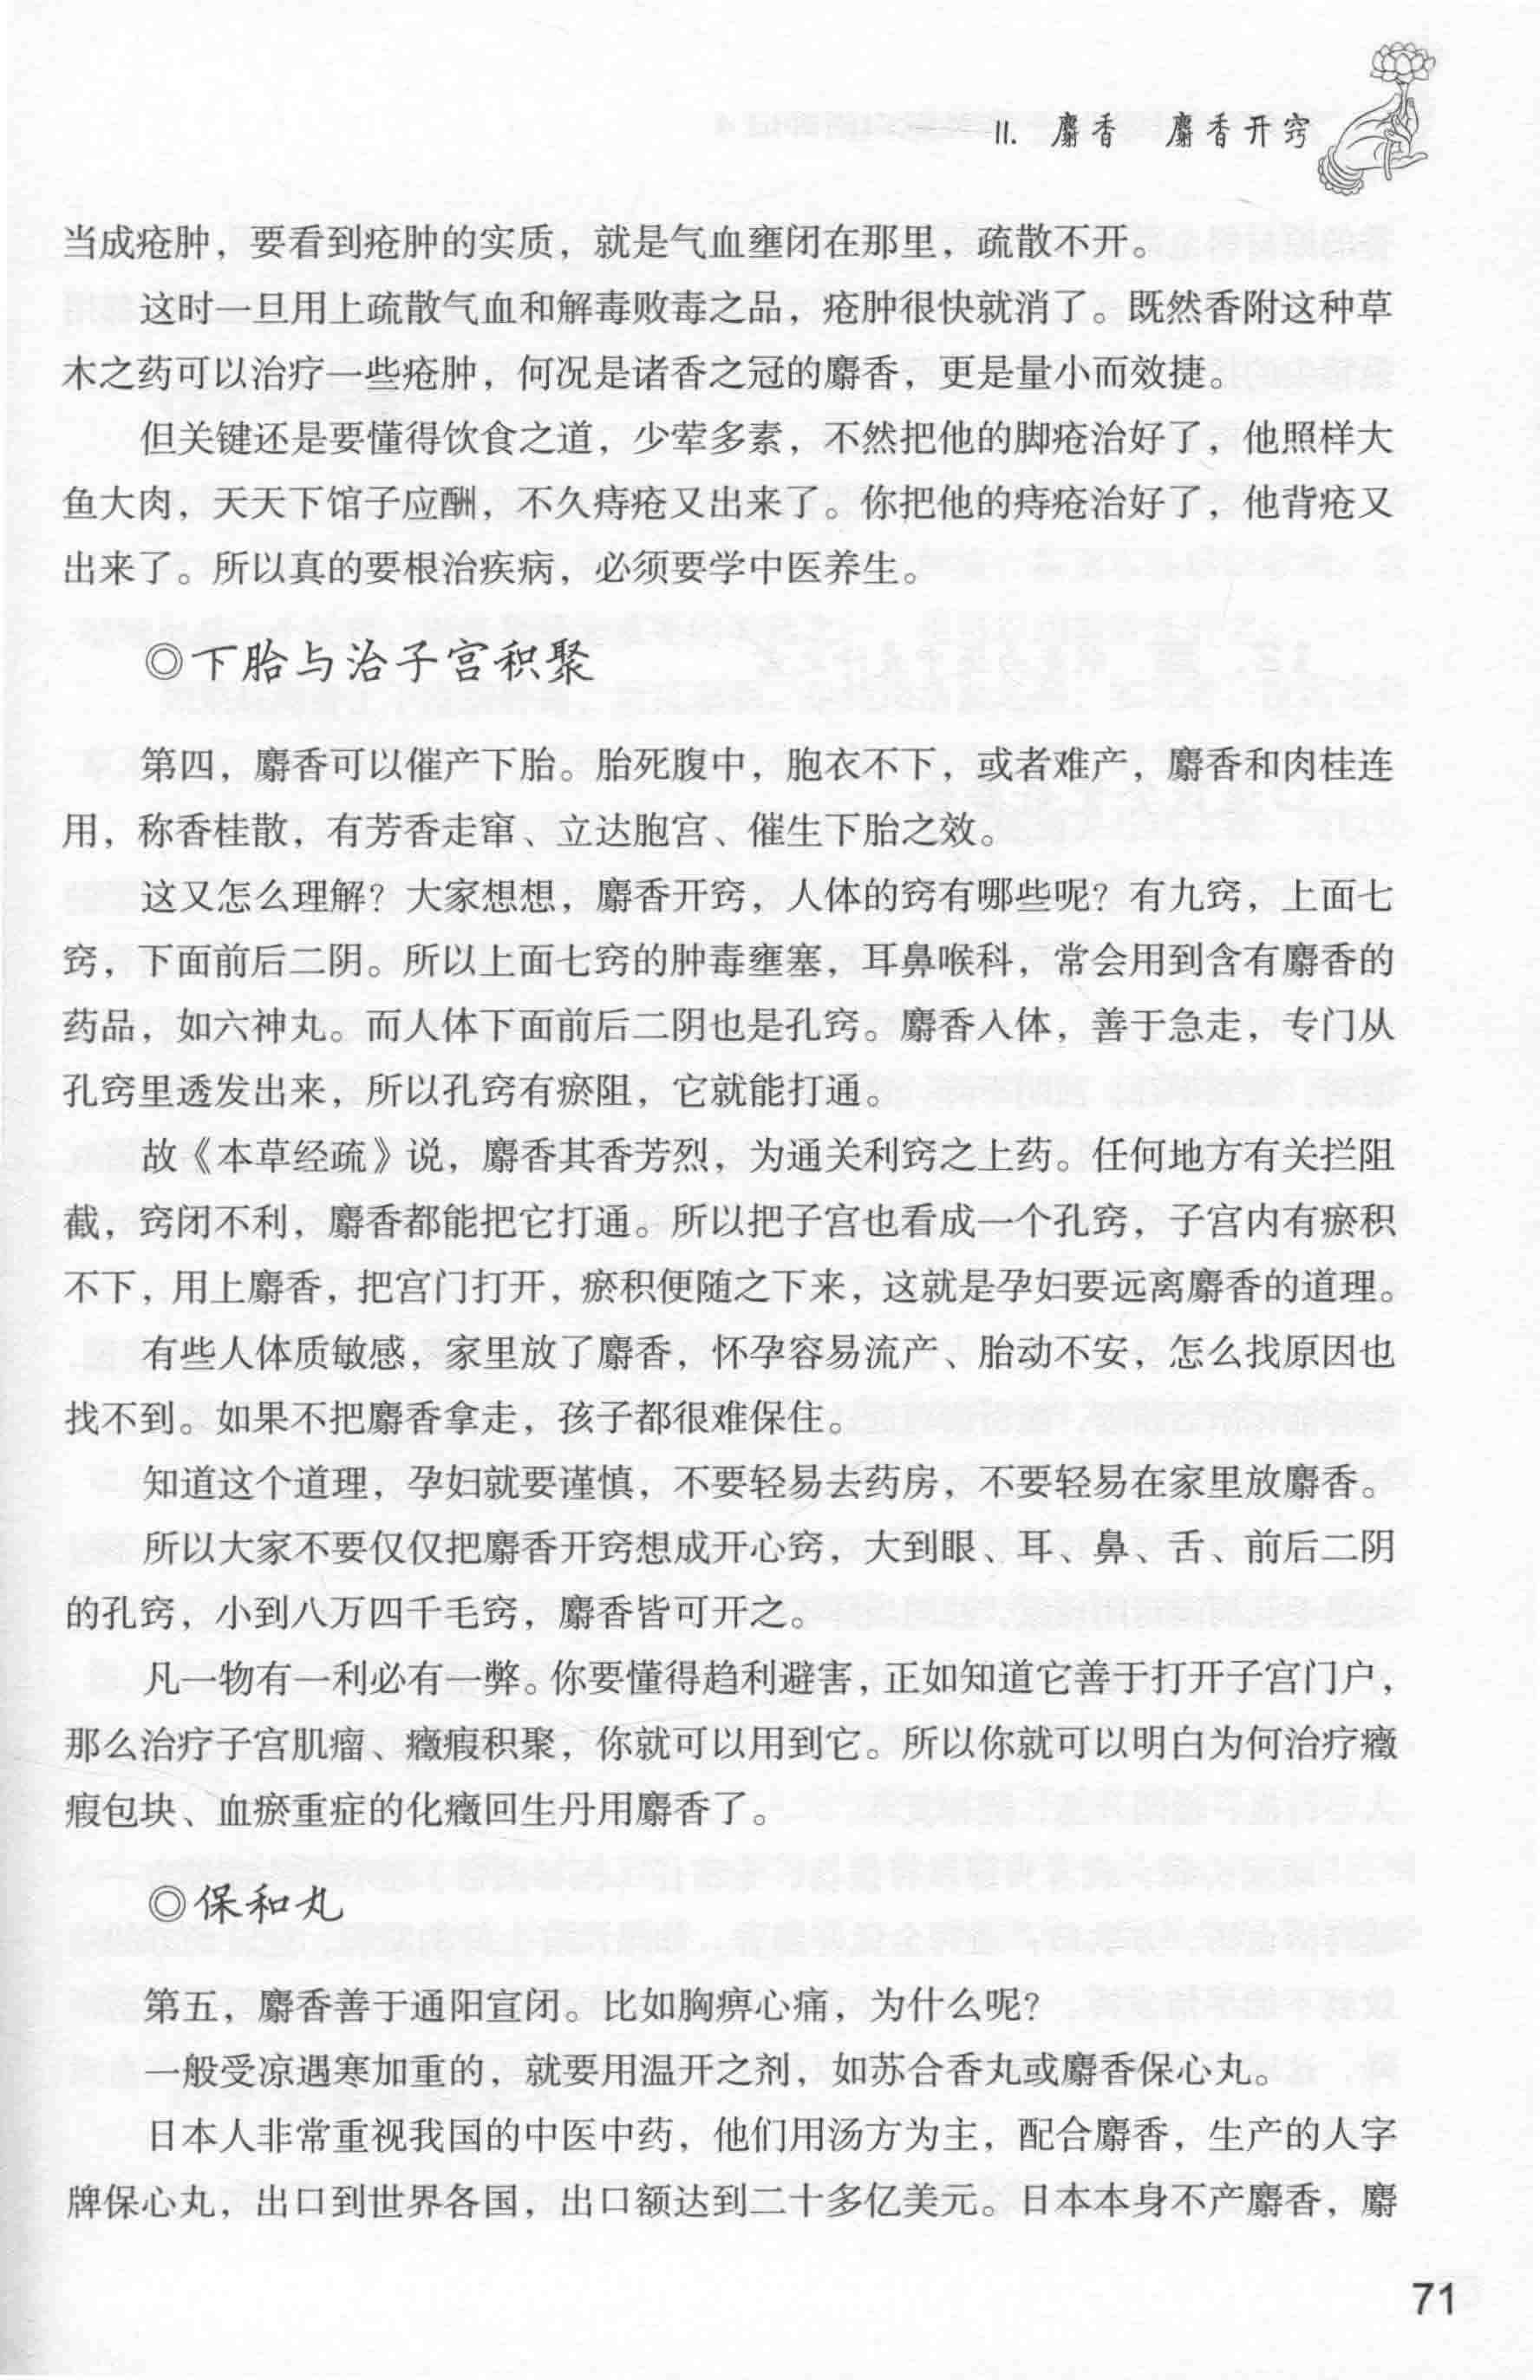 11. 麝香 麝香开窍
当成疮肿，要看到疮肿的实质，就是气血壅闭在那里，疏散不开。
这时一旦用上疏散气血和解毒败毒之品，疮肿很快就消了。既然香附这种草
木之药可以治疗一些疮肿，何况是诸香之冠的麝香，更是量小而效捷。
但关键还是要懂得饮食之道，少荤多素，不然把他的脚疮治好了，他照样大
鱼大肉，天天下馆子应酬，不久痔疮又出来了。你把他的痔疮治好了，他背疮又
出来了。所以真的要根治疾病，必须要学中医养生。
◎下胎与治子宫积聚
第四，麝香可以催产下胎。胎死腹中，胞衣不下，或者难产，麝香和肉桂连
用，称香桂散，有芳香走窜、立达胞宫、催生下胎之效。
这又怎么理解？大家想想，麝香开窍，人体的窍有哪些呢？有九窍，上面七
窍，下面前后二阴。所以上面七窍的肿毒壅塞，耳鼻喉科，常会用到含有麝香的
药品，如六神丸。而人体下面前后二阴也是孔窍。麝香入体，善于急走，专门从
孔窍里透发出来，所以孔窍有瘀阻，它就能打通。
故《本草经疏》说，麝香其香芳烈，为通关利窍之上药。任何地方有关拦阻
截，窍闭不利，麝香都能把它打通。所以把子宫也看成一个孔窍，子宫内有瘀积
不下，用上麝香，把宫门打开，瘀积便随之下来，这就是孕妇要远离麝香的道理。
有些人体质敏感，家里放了麝香，怀孕容易流产、胎动不安，怎么找原因也
找不到。如果不把麝香拿走，孩子都很难保住。
知道这个道理，孕妇就要谨慎，不要轻易去药房，不要轻易在家里放麝香。
所以大家不要仅仅把麝香开窍想成开心窍，大到眼、耳、鼻、舌、前后二阴
的孔窍，小到八万四千毛窍，麝香皆可开之。
凡一物有一利必有一弊。你要懂得趋利避害，正如知道它善于打开子宫门户，
那么治疗子宫肌瘤、癥瘕积聚，你就可以用到它。所以你就可以明白为何治疗癥
瘕包块、血瘀重症的化癥回生丹用麝香了。
◎保和丸
第五，麝香善于通阳宣闭。比如胸痹心痛，为什么呢？
一般受凉遇寒加重的，就要用温开之剂，如苏合香丸或麝香保心丸。
日本人非常重视我国的中医中药，他们用汤方为主，配合麝香，生产的人字
牌保心丸，出口到世界各国，出口额达到二十多亿美元。日本本身不产麝香，麝
71